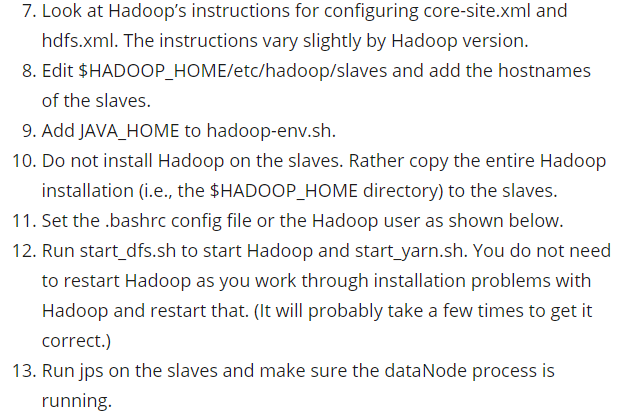 7. Look at Hadoop’s instructions for configuring core-site.xml and
hdfs.xml. The instructions vary slightly by Hadoop version.
8. Edit $HADOOP_HOME/etc/hadoop/slaves and add the hostnames
of the slaves.
9. Add JAVA_HOME to hadoop-env.sh.
10. Do not install Hadoop on the slaves. Rather copy the entire Hadoop
installation (i.e., the $HADOOP_HOME directory) to the slaves.
11. Set the .bashrc config file or the Hadoop user as shown below.
12. Run start_dfs.sh to start Hadoop and start_yarn.sh. You do not need
to restart Hadoop as you work through installation problems with
Hadoop and restart that. (It will probably take a few times to get it
correct.)
13. Run jps on the slaves and make sure the dataNode process is
running.